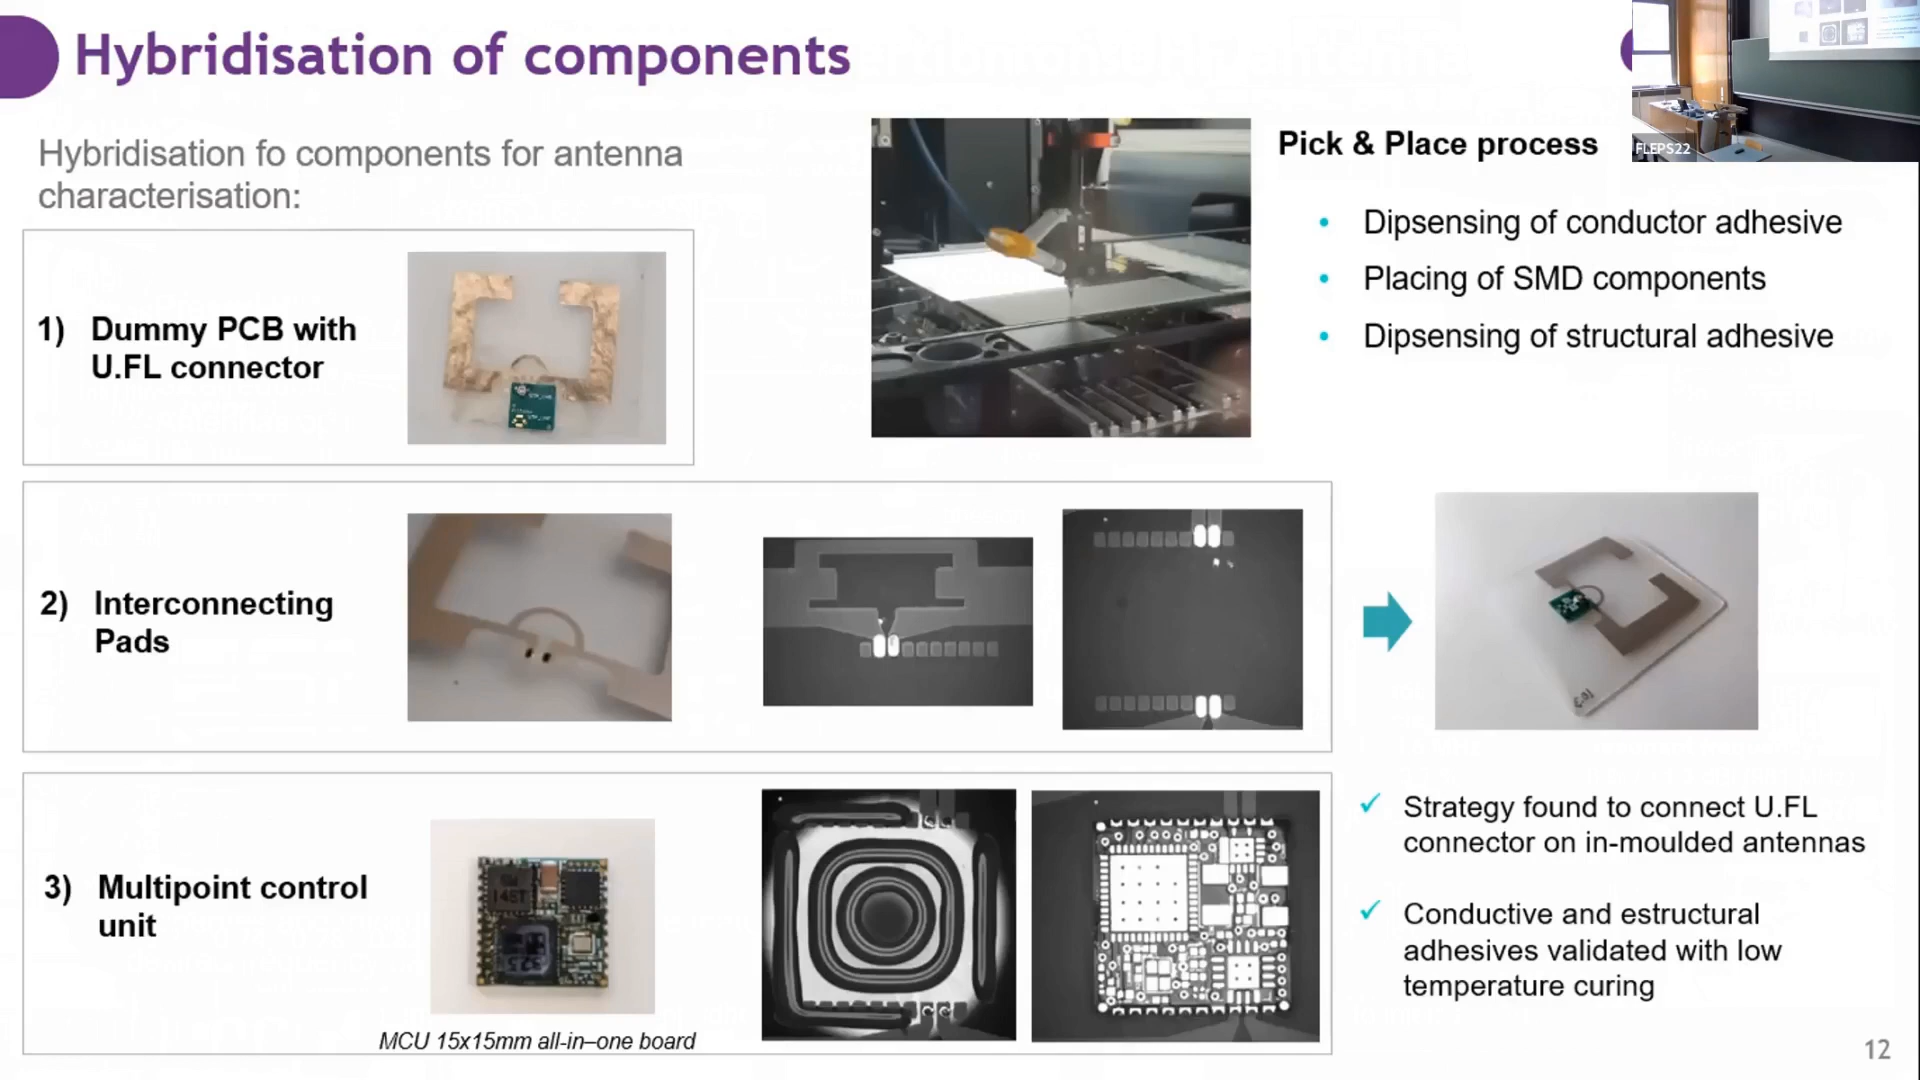 Hybridisation of components
FLEPS22
Hybridisation fo components for antenna
characterisation:
Pick & Place process
• Dipsensing of conductor adhesive
• Placing of SMD components
• Dipsensing of structural adhesive
1) Dummy PCB with
U.FL connector
2) Interconnecting
Pads
3) Multipoint control
unit
MCU 15x15mm all-in–one board
✓ Strategy found to connect U.FL
connector on in-moulded antennas
✓ Conductive and estructural
adhesives validated with low
temperature curing
12